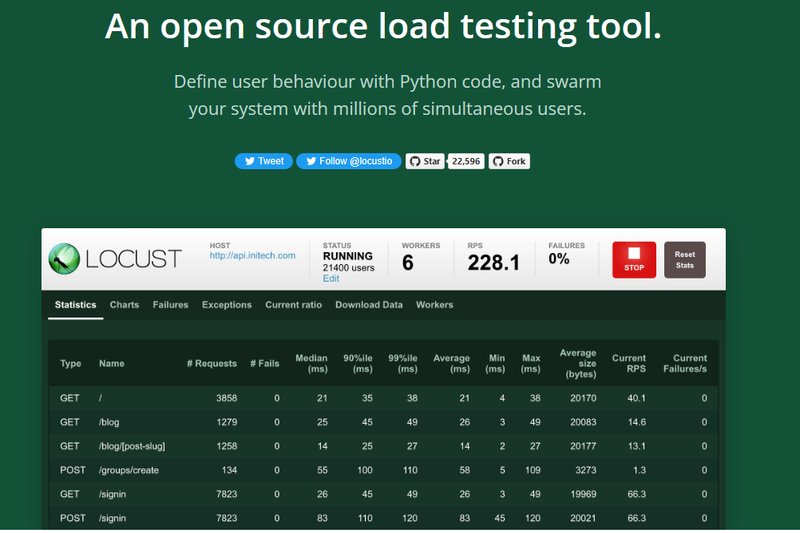 An open source load testing tool.
Define user behaviour with Python code, and swarm
your system with millions of simultaneous users.
Tweet Follow @locustio Star 22,596 Fork
LOCUST
HOST
http://api.initech.com
STATUS
RUNNING
21400 users
Edit
WORKERS
6
RPS
228.1
FAILURES
0%
STOP
Reset
Stats
Statistics Charts Failures Exceptions Current ratio Download Data Workers
Type Name # Requests # Fails Median (ms) 90%ile (ms) 99%ile (ms) Average (ms) Min (ms) Max (ms) Average size (bytes) Current RPS Current Failures/s
GET / 3858 0 21 35 38 21 4 38 20170 40.1 0
GET /blog 1279 0 25 45 49 26 3 49 20083 14.6 0
GET /blog/[post-slug] 1258 0 14 25 27 14 2 27 20177 13.1 0
POST /groups/create 134 0 55 100 110 58 5 109 3273 1.3 0
GET /signin 7823 0 26 45 49 26 3 49 19969 66.3 0
POST /signin 7823 0 83 110 120 83 45 120 20021 66.3 0